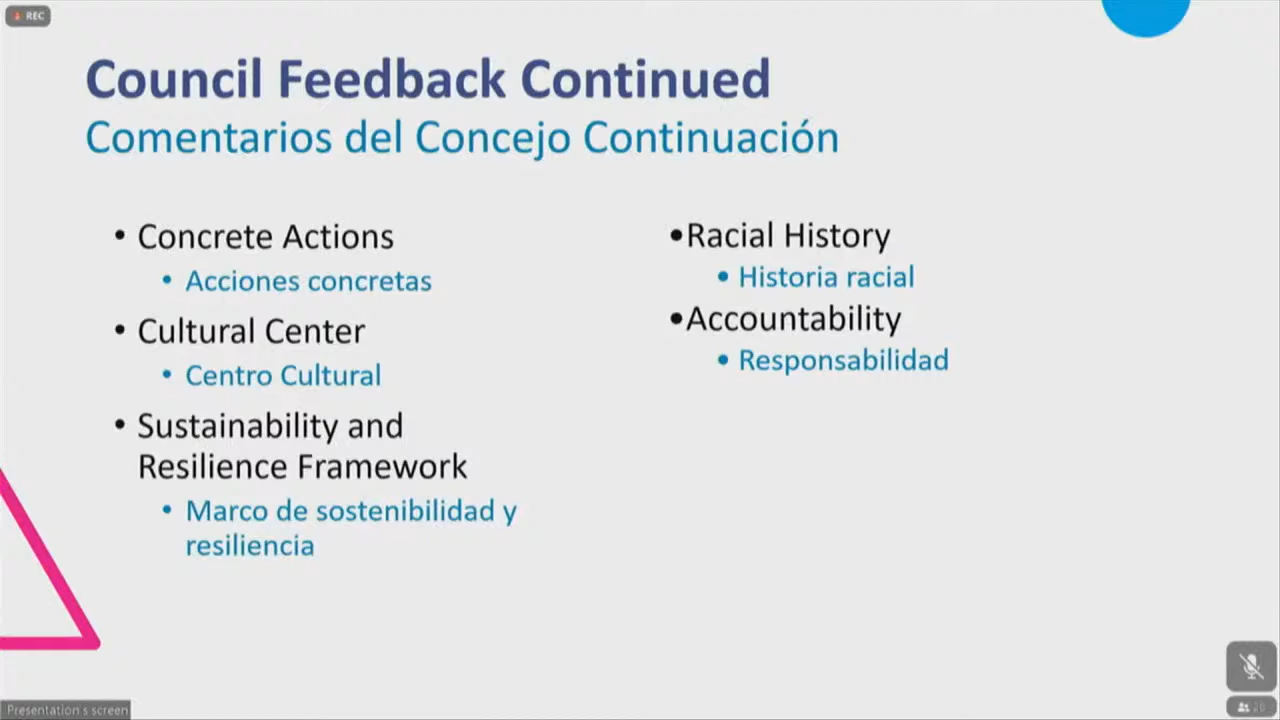 REC
Council Feedback Continued
Comentarios del Concejo Continuación
• Concrete Actions
• Acciones concretas
• Cultural Center
• Centro Cultural
• Sustainability and
Resilience Framework
• Marco de sostenibilidad y
resiliencia
•Racial History
• Historia racial
•Accountability
• Responsabilidad
Presentation's screen